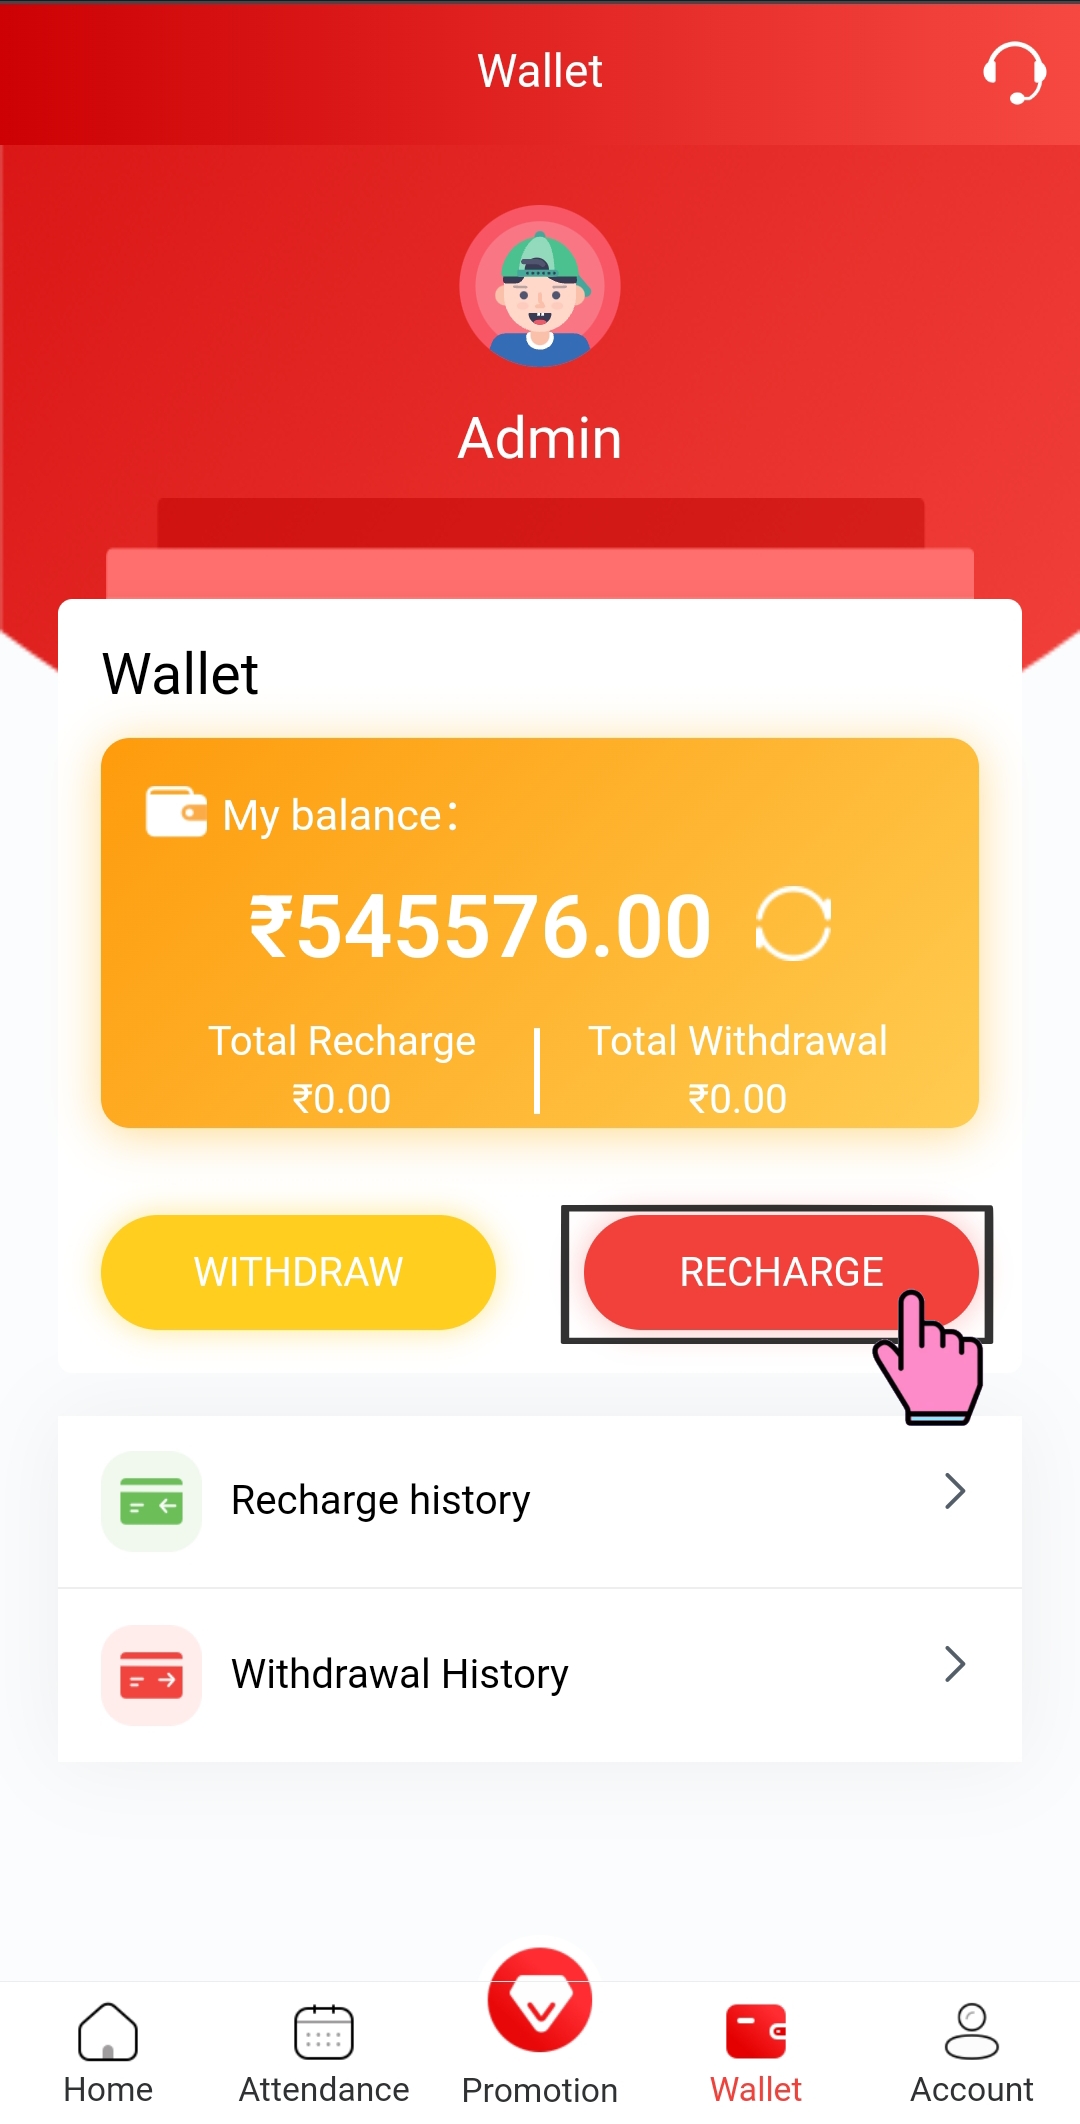 Wallet
Admin
Wallet
My balance:
₹545576.00
Total Recharge
₹0.00
Total Withdrawal
₹0.00
WITHDRAW
RECHARGE
Recharge history
Withdrawal History
Home
Attendance
Promotion
Wallet
Account